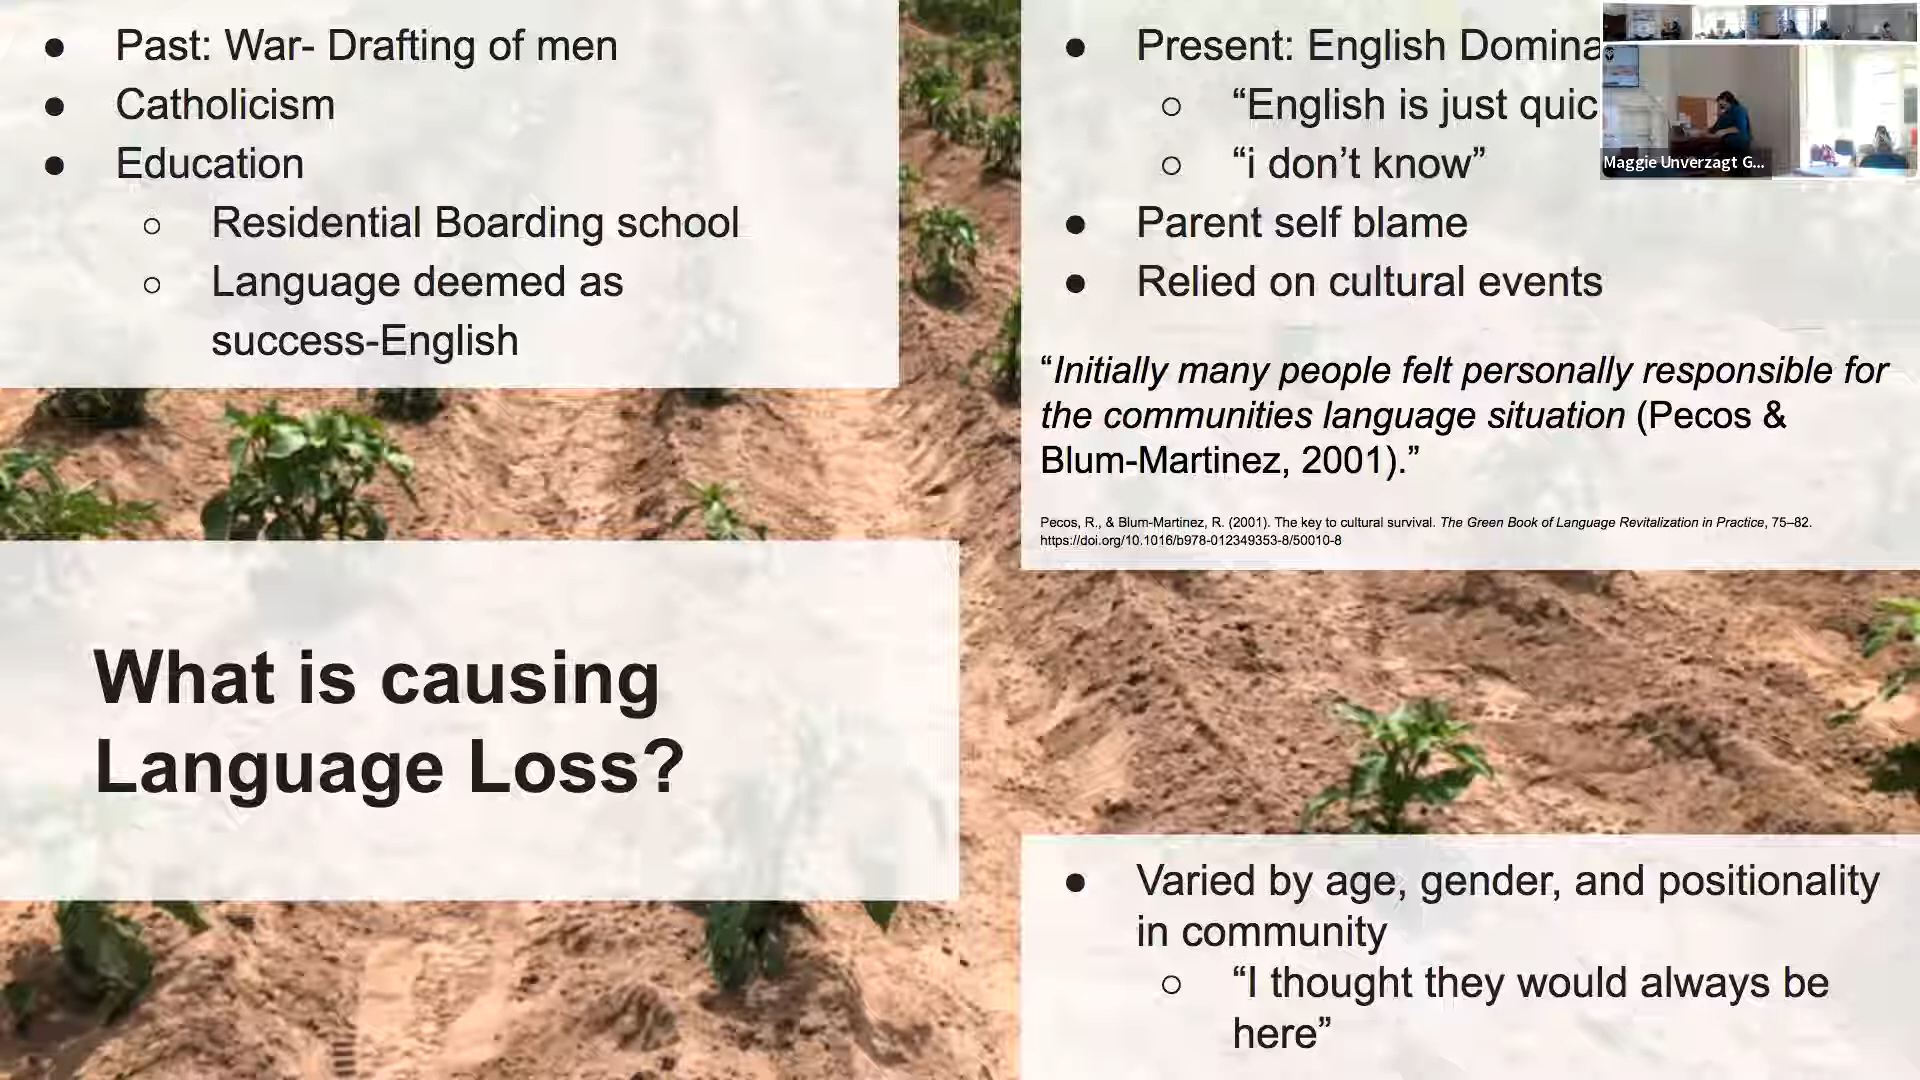 ● Past: War- Drafting of men
● Catholicism
● Education
○ Residential Boarding school
○ Language deemed as
success-English
What is causing
Language Loss?
● Present: English
○ “English is just
○ “i don’t know”
● Parent self blame
● Relied on cultural events
“Initially many people felt personally responsible for
the communities language situation (Pecos &
Blum-Martinez, 2001).”
Pecos, R., & Blum-Martinez, R. (2001). The key to cultural survival. The Green Book of Language Revitalization in Practice, 75–82.
https://doi.org/10.1016/b978-012349353-8/50010-8
● Varied by age, gender, and positionality
in community
○ “I thought they would always be
here”
Maggie Unverzagt G...